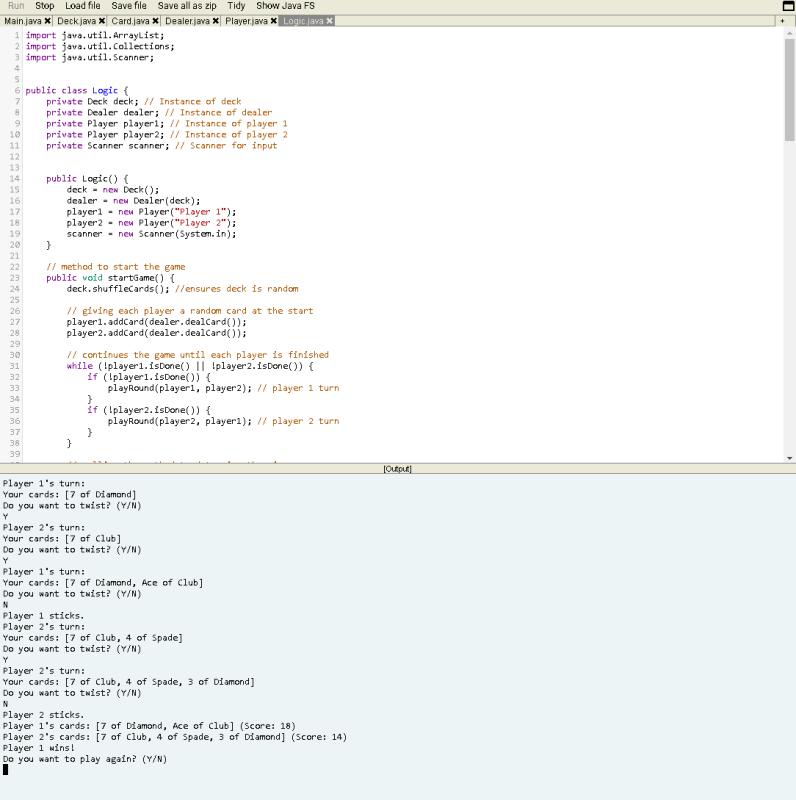 Run Stop Load file Save file Save all as zip Tidy Show Java FS
Main.java ✖ Deck.java ✖ Card.java ✖ Dealer.java ✖ Player.java ✖ Logic.java ✖ +
1 import java.util.ArrayList;
2 import java.util.Collections;
3 import java.util.Scanner;
4
5
6 public class Logic {
7 private Deck deck; // Instance of deck
8 private Dealer dealer; // Instance of dealer
9 private Player player1; // Instance of player 1
10 private Player player2; // Instance of player 2
11 private Scanner scanner; // Scanner for input
12
13
14 public Logic() {
15 deck = new Deck();
16 dealer = new Dealer(deck);
17 player1 = new Player("Player 1");
18 player2 = new Player("Player 2");
19 scanner = new Scanner(System.in);
20 }
21
22 // method to start the game
23 public void startGame() {
24 deck.shuffleCards(); //ensures deck is random
25
26 // giving each player a random card at the start
27 player1.addCard(dealer.dealCard());
28 player2.addCard(dealer.dealCard());
29
30 // continues the game until each player is finished
31 while (!player1.isDone() || !player2.isDone()) {
32 if (!player1.isDone()) {
33 playRound(player1, player2); // player 1 turn
34 }
35 if (!player2.isDone()) {
36 playRound(player2, player1); // player 2 turn
37 }
38 }
39
[Output]
Player 1's turn:
Your cards: [7 of Diamond]
Do you want to twist? (Y/N)
Y
Player 2's turn:
Your cards: [7 of Club]
Do you want to twist? (Y/N)
Y
Player 1's turn:
Your cards: [7 of Diamond, Ace of Club]
Do you want to twist? (Y/N)
N
Player 1 sticks.
Player 2's turn:
Your cards: [7 of Club, 4 of Spade]
Do you want to twist? (Y/N)
Y
Player 2's turn:
Your cards: [7 of Club, 4 of Spade, 3 of Diamond]
Do you want to twist? (Y/N)
N
Player 2 sticks.
Player 1's cards: [7 of Diamond, Ace of Club] (Score: 18)
Player 2's cards: [7 of Club, 4 of Spade, 3 of Diamond] (Score: 14)
Player 1 wins!
Do you want to play again? (Y/N)